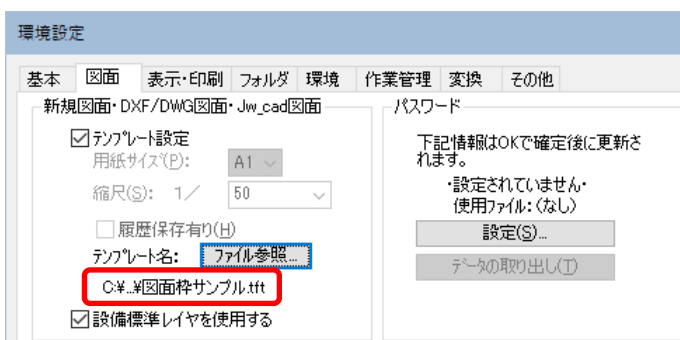 環境設定
基本 図面 表示・印刷 フォルダ 環境 作業管理 変換 その他
新規図面・DXF/DWG図面・Jw_cad図面
テンプレート設定
用紙サイズ(P): A1
縮尺(S): 1/ 50
履歴保存有り(H)
テンプレート名: ファイル参照...
C:¥...¥図面枠サンプル.tft
設備標準レイヤを使用する
パスワード
下記情報はOKで確定後に更新さ
れます。
・設定されていません・
使用ファイル:(なし)
設定(S)...
データの取り出し(T)